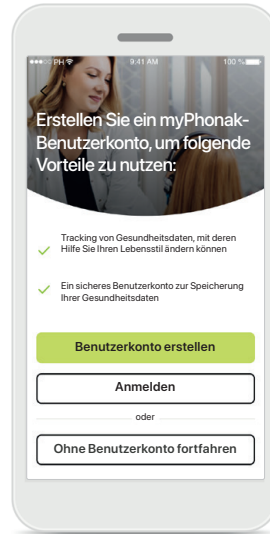 PH 9:41 AM 100 %
Erstellen Sie ein myPhonak-
Benutzerkonto, um folgende
Vorteile zu nutzen:
Tracking von Gesundheitsdaten, mit deren
Hilfe Sie Ihren Lebensstil ändern können
Ein sicheres Benutzerkonto zur Speicherung
Ihrer Gesundheitsdaten
Benutzerkonto erstellen
Anmelden
oder
Ohne Benutzerkonto fortfahren